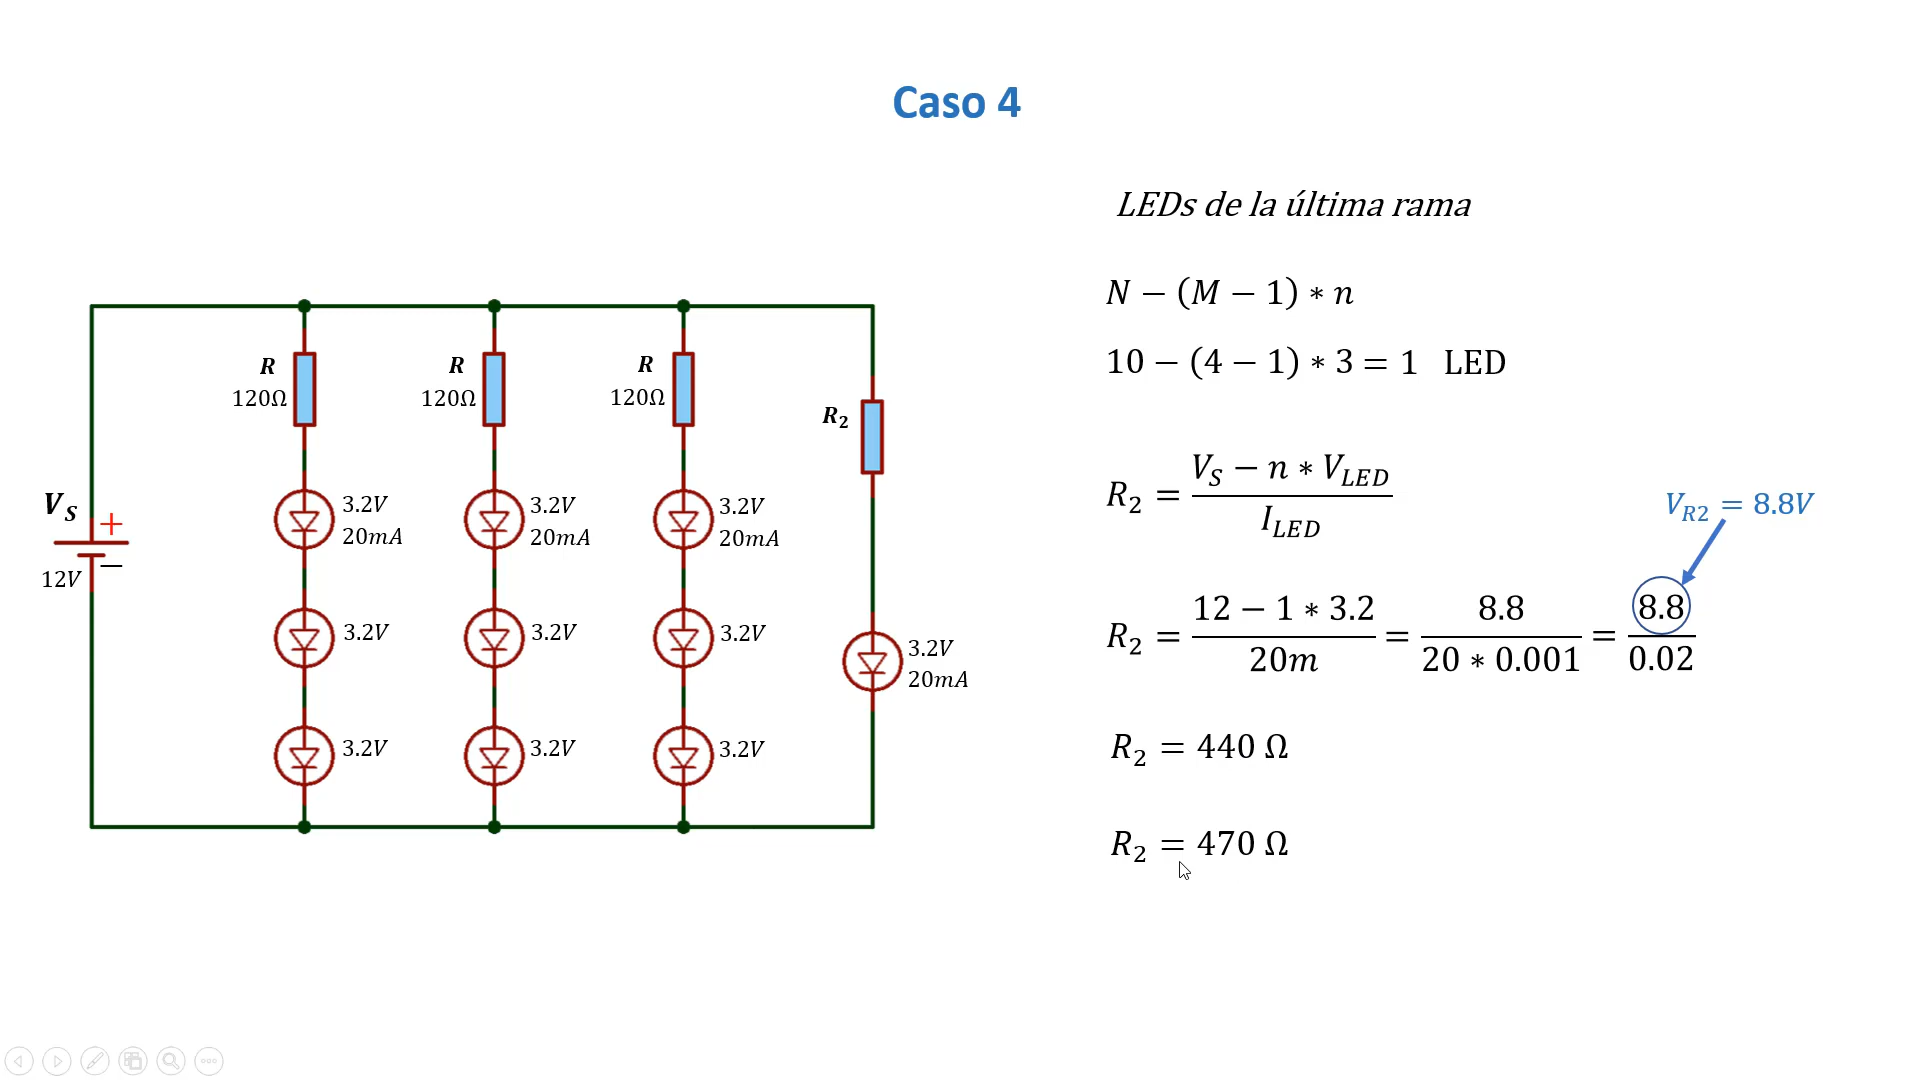 Caso 4
LEDs de la última rama
N − (M − 1) ∗ n
10 − (4 − 1) ∗ 3 = 1 LED
R₂ = (V_S − n ∗ V_LED) / I_LED
V_R2 = 8.8V
R₂ = (12 − 1 ∗ 3.2) / 20m = 8.8 / (20 ∗ 0.001) = 8.8 / 0.02
R₂ = 440 Ω
R₂ = 470 Ω
V_S
+
−
12V
R
120Ω
3.2V
20mA
3.2V
3.2V
R
120Ω
3.2V
20mA
3.2V
3.2V
R
120Ω
3.2V
20mA
3.2V
3.2V
R₂
3.2V
20mA